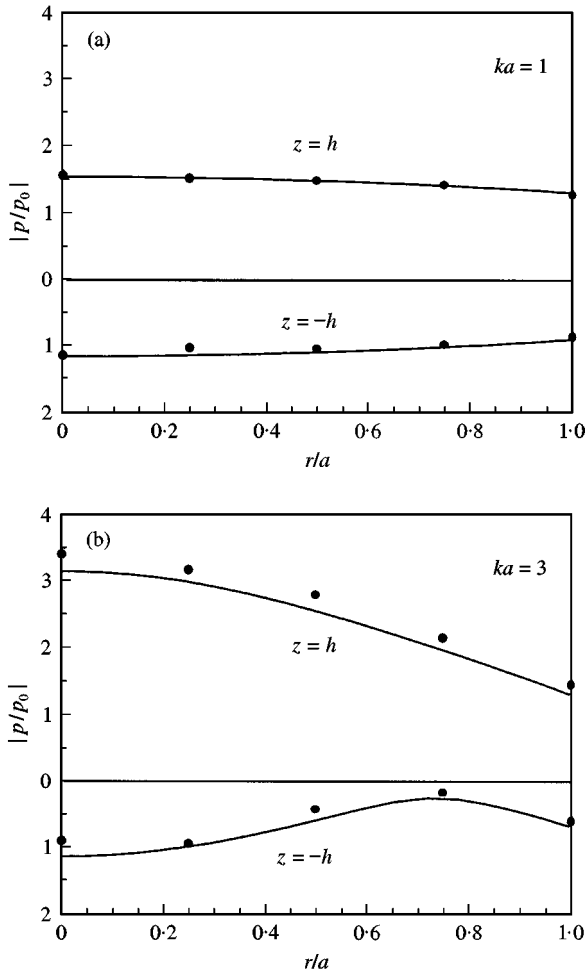 4
(a)
ka = 1
3
2
z = h
1
|p/p₀|
0
z = −h
1
2
0 0·2 0·4 0·6 0·8 1·0
r/a
4
(b)
ka = 3
3
2
z = h
1
|p/p₀|
0
1
z = −h
2
0 0·2 0·4 0·6 0·8 1·0
r/a